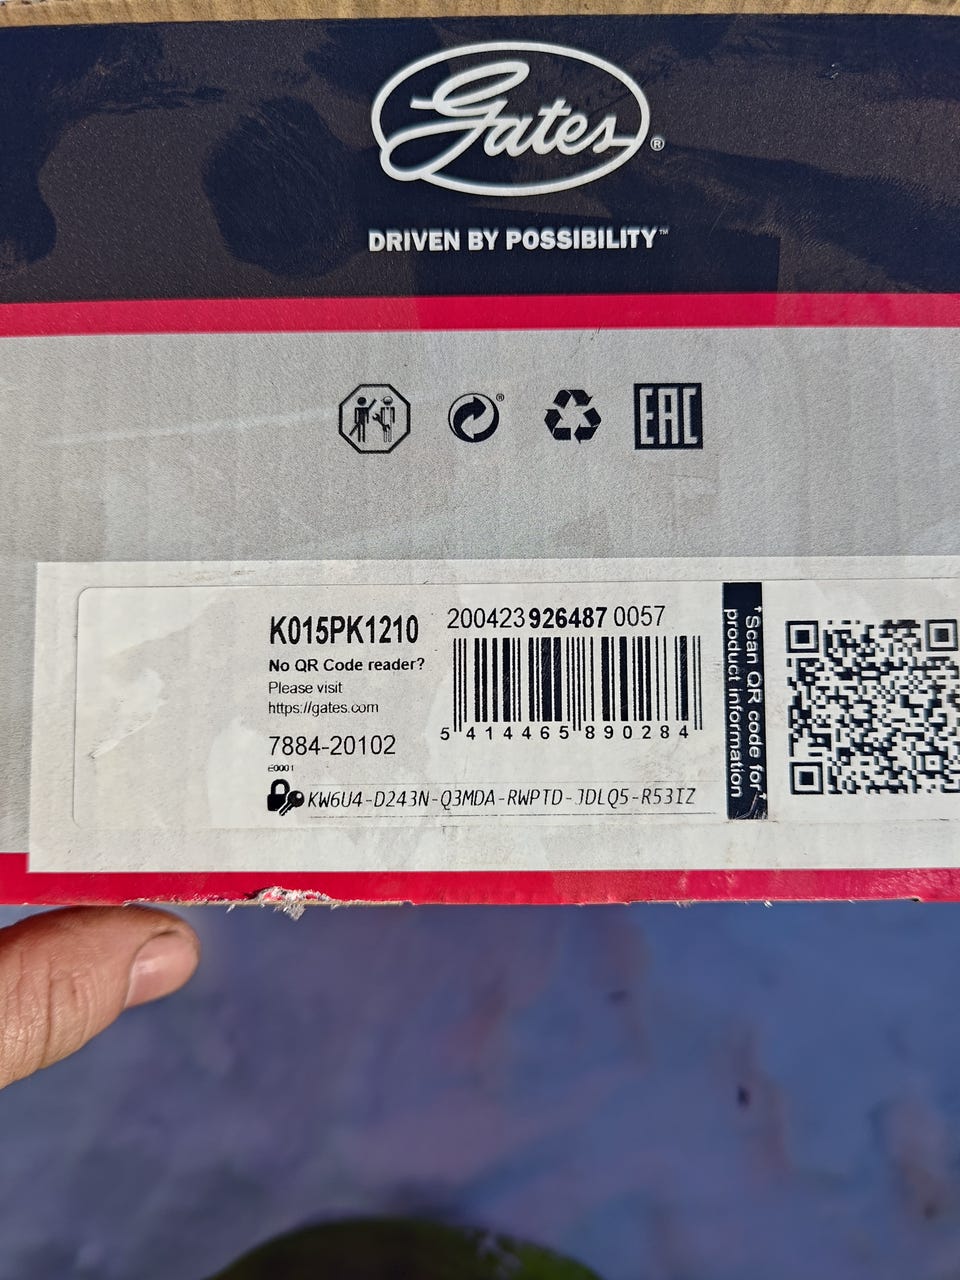 Gates®
DRIVEN BY POSSIBILITY™
®
EAC
K015PK1210
200423 926487 0057
No QR Code reader?
Please visit
https://gates.com
7884-20102
E0001
5 414465 890284
KW6U4-D243N-Q3MDA-RWPTD-JDLQ5-R53IZ
Scan QR code for
product information